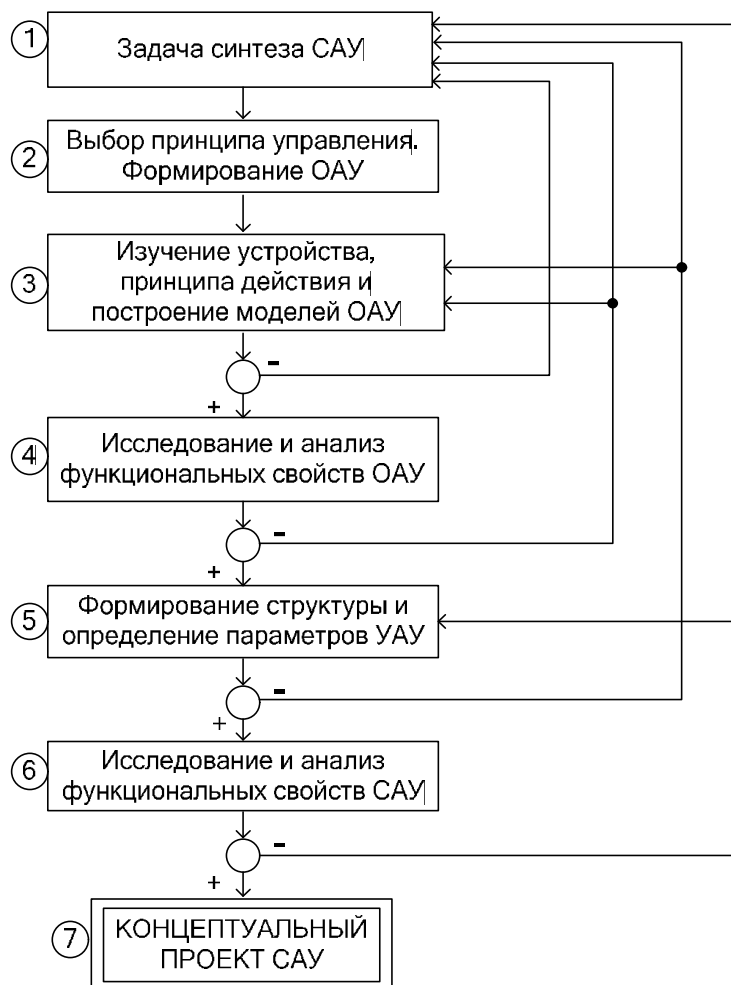 1
Задача синтеза САУ
2
Выбор принципа управления.
Формирование ОАУ
3
Изучение устройства,
принципа действия и
построение моделей ОАУ
-
+
4
Исследование и анализ
функциональных свойств ОАУ
-
+
5
Формирование структуры и
определение параметров УАУ
-
+
6
Исследование и анализ
функциональных свойств САУ
-
+
7
КОНЦЕПТУАЛЬНЫЙ
ПРОЕКТ САУ